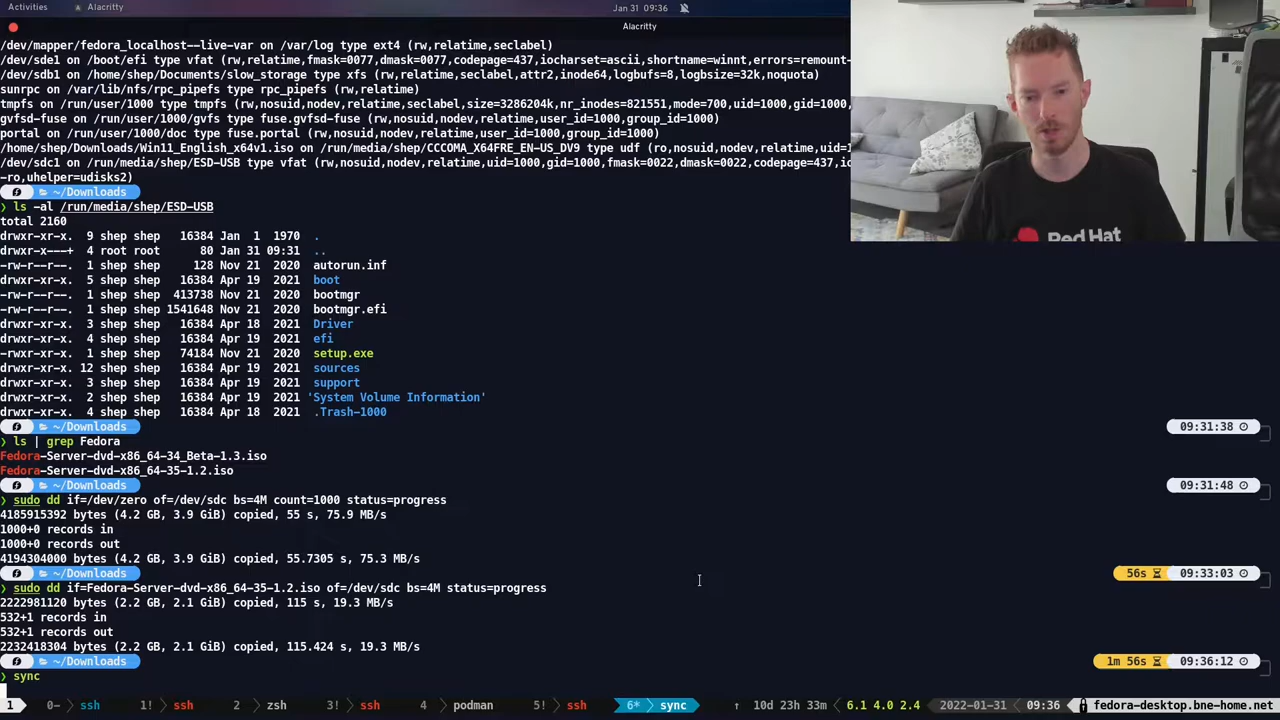 Activities Alacritty Jan 31 09:36
Alacritty
/dev/mapper/fedora_localhost--live-var on /var/log type ext4 (rw,relatime,seclabel)
/dev/sde1 on /boot/efi type vfat (rw,relatime,fmask=0077,dmask=0077,codepage=437,iocharset=ascii,shortname=winnt,errors=remount-
/dev/sdb1 on /home/shep/Documents/slow_storage type xfs (rw,relatime,seclabel,attr2,inode64,logbufs=8,logbsize=32k,noquota)
sunrpc on /var/lib/nfs/rpc_pipefs type rpc_pipefs (rw,relatime)
tmpfs on /run/user/1000 type tmpfs (rw,nosuid,nodev,relatime,seclabel,size=3286204k,nr_inodes=821551,mode=700,uid=1000,gid=1000,
gvfsd-fuse on /run/user/1000/gvfs type fuse.gvfsd-fuse (rw,nosuid,nodev,relatime,user_id=1000,group_id=1000)
portal on /run/user/1000/doc type fuse.portal (rw,nosuid,nodev,relatime,user_id=1000,group_id=1000)
/home/shep/Downloads/Win11_English_x64v1.iso on /run/media/shep/CCCOMA_X64FRE_EN-US_DV9 type udf (ro,nosuid,nodev,relatime,uid=1
/dev/sdc1 on /run/media/shep/ESD-USB type vfat (rw,nosuid,nodev,relatime,uid=1000,gid=1000,fmask=0022,dmask=0022,codepage=437,io
-ro,uhelper=udisks2)
~/Downloads
❯ ls -al /run/media/shep/ESD-USB
total 2160
drwxr-xr-x. 9 shep shep 16384 Jan 1 1970 .
drwxr-x---+ 4 root root 80 Jan 31 09:31 ..
-rw-r--r--. 1 shep shep 128 Nov 21 2020 autorun.inf
drwxr-xr-x. 5 shep shep 16384 Apr 19 2021 boot
-rw-r--r--. 1 shep shep 413738 Nov 21 2020 bootmgr
-rw-r--r--. 1 shep shep 1541648 Nov 21 2020 bootmgr.efi
drwxr-xr-x. 3 shep shep 16384 Apr 18 2021 Driver
drwxr-xr-x. 4 shep shep 16384 Apr 19 2021 efi
-rwxr-xr-x. 1 shep shep 74184 Nov 21 2020 setup.exe
drwxr-xr-x. 12 shep shep 16384 Apr 19 2021 sources
drwxr-xr-x. 3 shep shep 16384 Apr 19 2021 support
drwxr-xr-x. 2 shep shep 16384 Apr 19 2021 'System Volume Information'
drwxr-xr-x. 4 shep shep 16384 Apr 18 2021 .Trash-1000
~/Downloads 09:31:38
❯ ls | grep Fedora
Fedora-Server-dvd-x86_64-34_Beta-1.3.iso
Fedora-Server-dvd-x86_64-35-1.2.iso
~/Downloads 09:31:48
❯ sudo dd if=/dev/zero of=/dev/sdc bs=4M count=1000 status=progress
4185915392 bytes (4.2 GB, 3.9 GiB) copied, 55 s, 75.9 MB/s
1000+0 records in
1000+0 records out
4194304000 bytes (4.2 GB, 3.9 GiB) copied, 55.7305 s, 75.3 MB/s
~/Downloads 56s 09:33:03
❯ sudo dd if=Fedora-Server-dvd-x86_64-35-1.2.iso of=/dev/sdc bs=4M status=progress
2222981120 bytes (2.2 GB, 2.1 GiB) copied, 115 s, 19.3 MB/s
532+1 records in
532+1 records out
2232418304 bytes (2.2 GB, 2.1 GiB) copied, 115.424 s, 19.3 MB/s
~/Downloads 1m 56s 09:36:12
❯ sync
1 0- ssh 1! ssh 2 zsh 3! ssh 4 podman 5! ssh 6* sync ↑ 10d 23h 33m 6.1 4.0 2.4 2022-01-31 09:36 fedora-desktop.bne-home.net
Red Hat